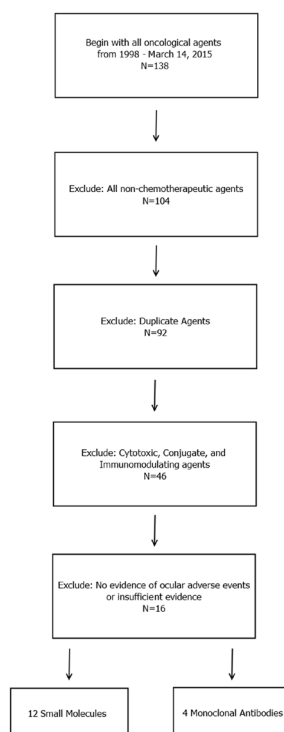 Begin with all oncological agents
from 1998 - March 14, 2015
N=138
Exclude: All non-chemotherapeutic agents
N=104
Exclude: Duplicate Agents
N=92
Exclude: Cytotoxic, Conjugate, and
Immunomodulating agents
N=46
Exclude: No evidence of ocular adverse events
or insufficient evidence
N=16
12 Small Molecules
4 Monoclonal Antibodies